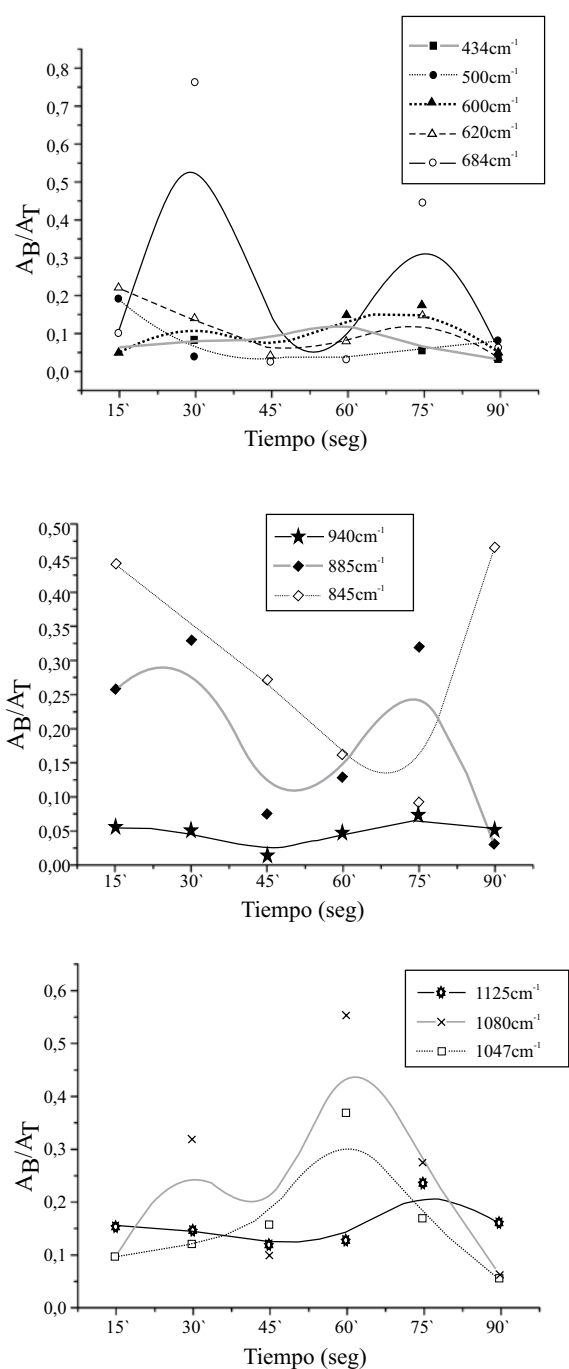 434cm⁻¹
500cm⁻¹
600cm⁻¹
620cm⁻¹
684cm⁻¹
0,8
0,7
0,6
0,5
0,4
0,3
0,2
0,1
0,0
A_B/A_T
15` 30` 45` 60` 75` 90`
Tiempo (seg)
940cm⁻¹
885cm⁻¹
845cm⁻¹
0,50
0,45
0,40
0,35
0,30
0,25
0,20
0,15
0,10
0,05
0,00
A_B/A_T
15` 30` 45` 60` 75` 90`
Tiempo (seg)
1125cm⁻¹
1080cm⁻¹
1047cm⁻¹
0,6
0,5
0,4
0,3
0,2
0,1
0,0
A_B/A_T
15` 30` 45` 60` 75` 90`
Tiempo (seg)